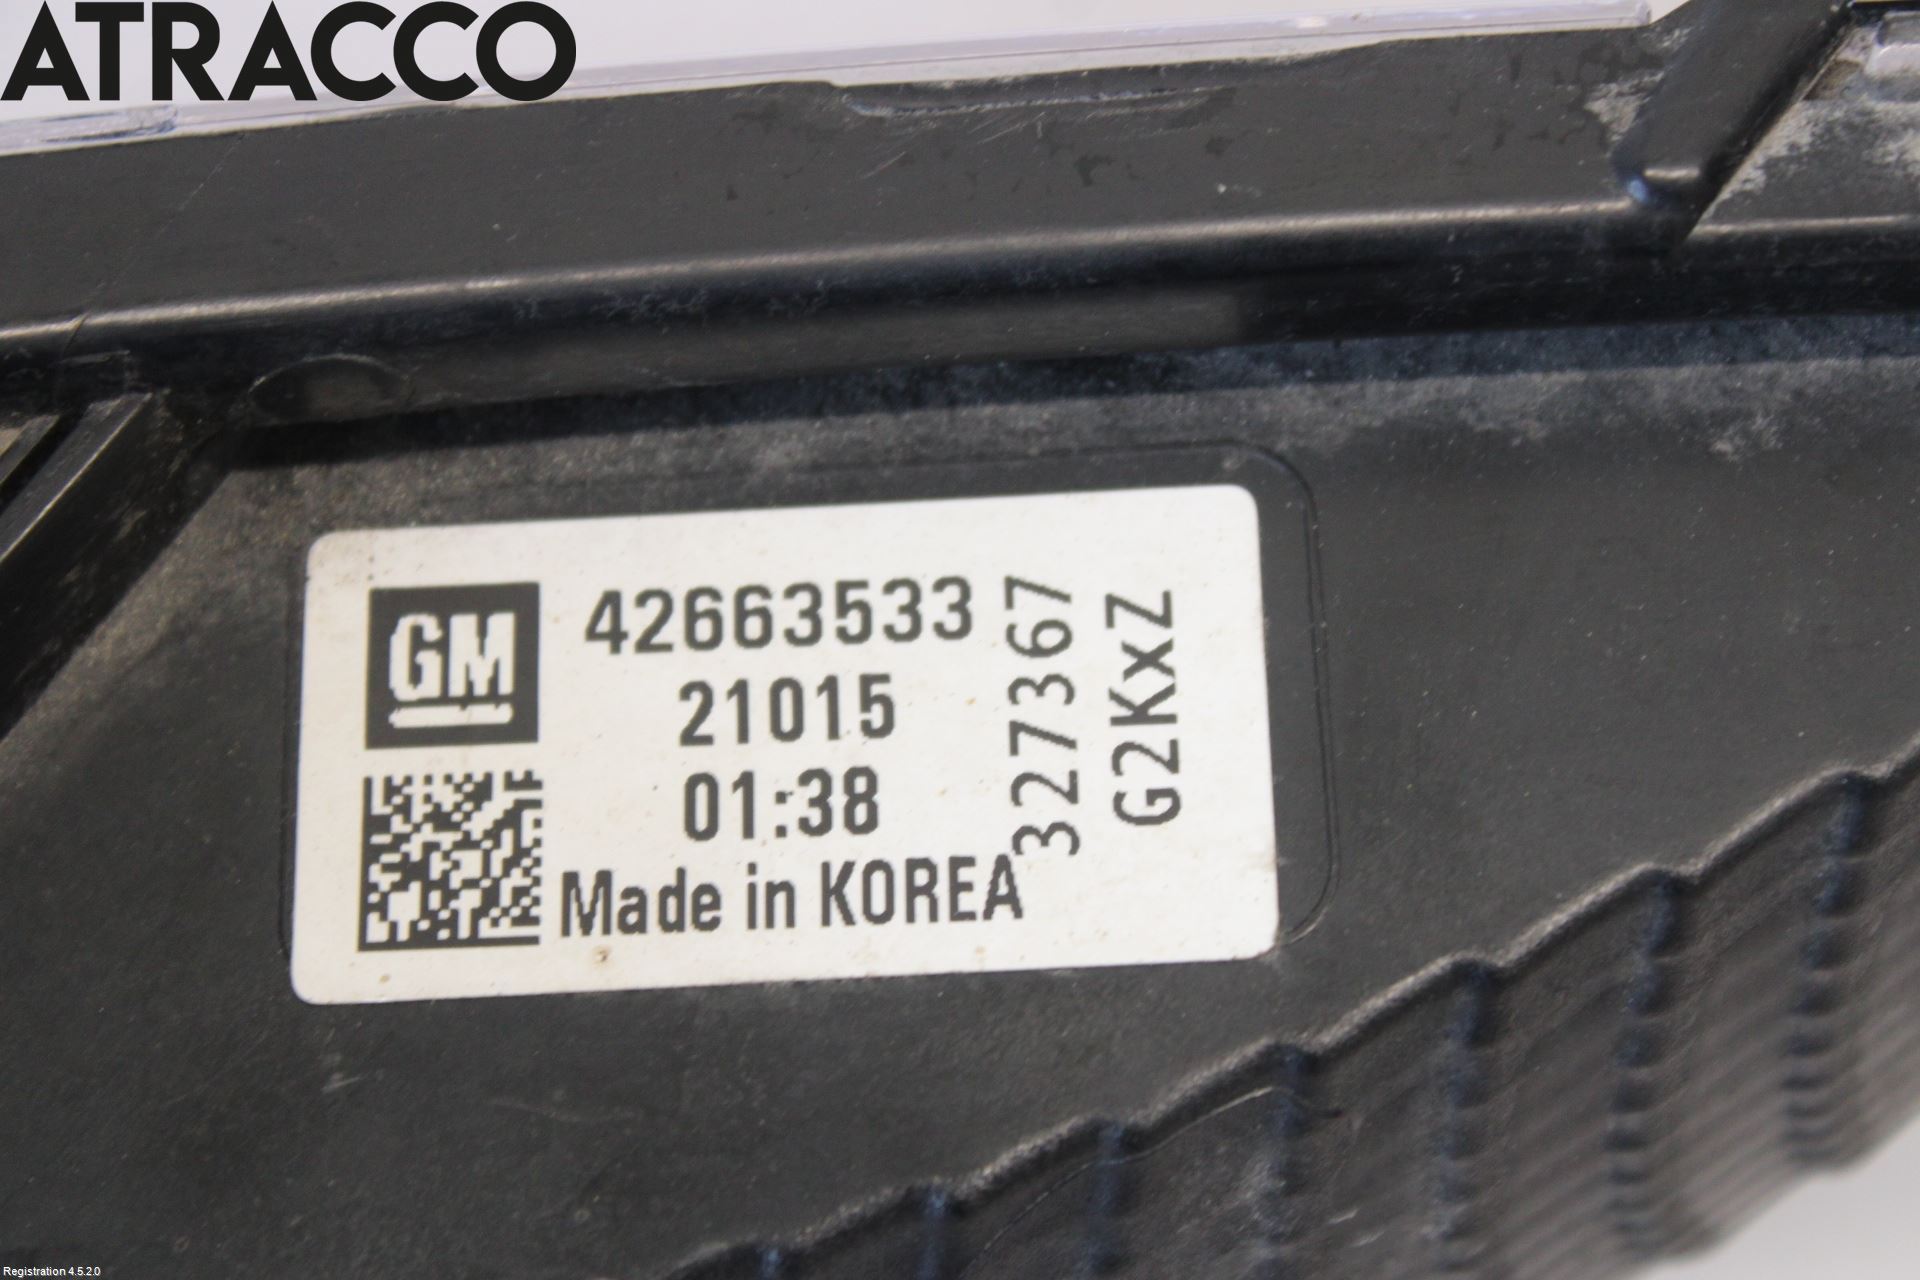 ATRACCO
GM
42663533
21015
01:38
Made in KOREA
327367
G2KxZ
Registration 4.5.2.0